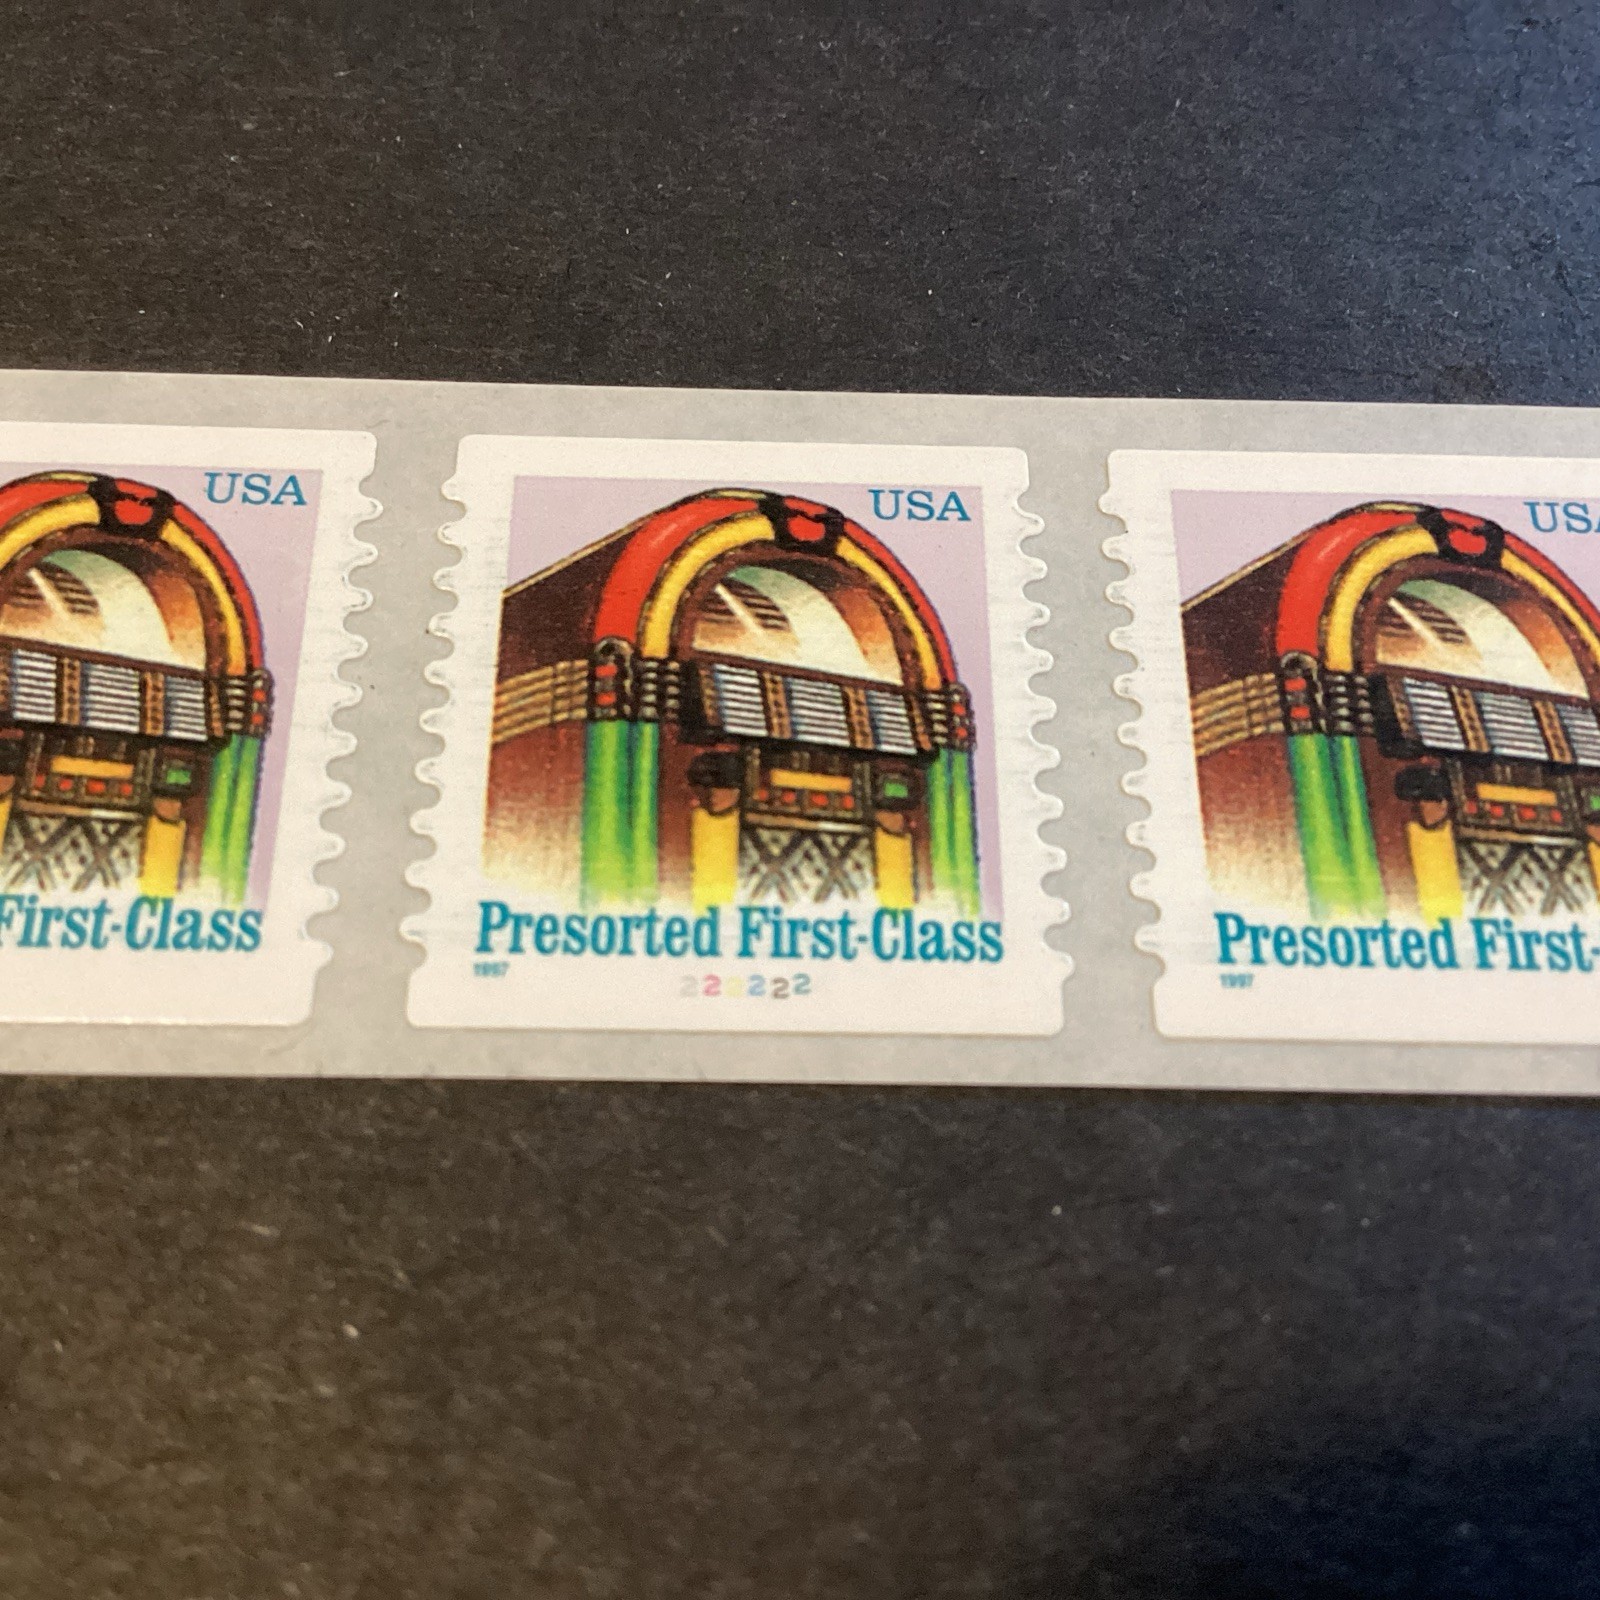 USA
First-Class
USA
Presorted First-Class
1997
222222
USA
Presorted First-
1997